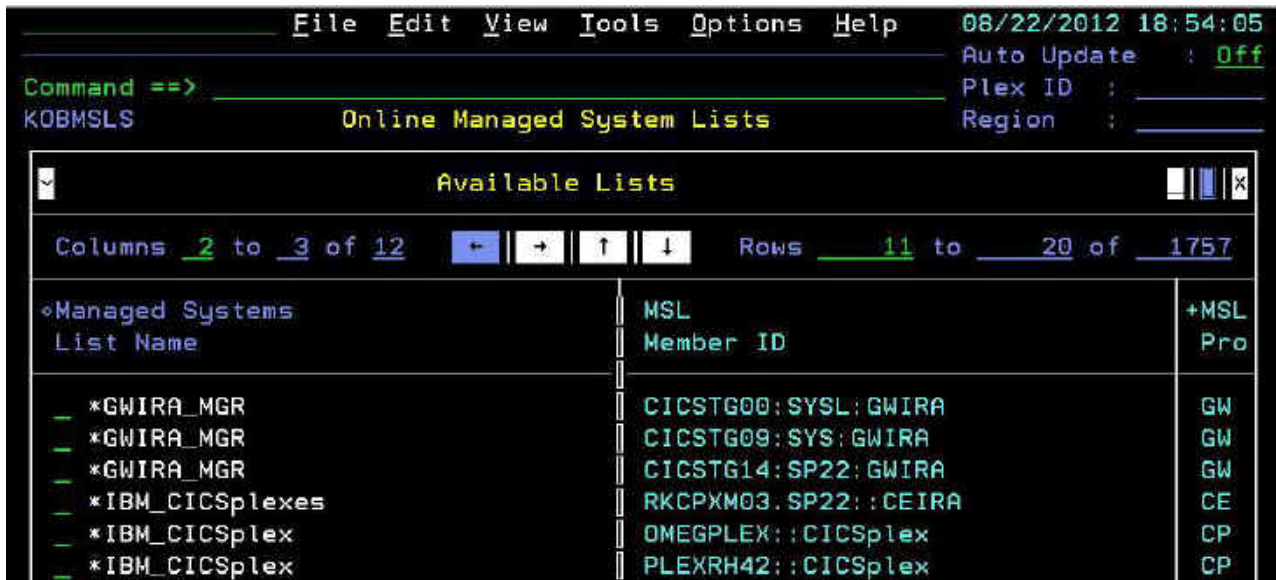 File Edit View Tools Options Help 08/22/2012 18:54:05
Auto Update : Off
Command ==> Plex ID :
KOBMSLS Online Managed System Lists Region :
Available Lists
Columns 2 to 3 of 12 ← → ↑ ↓ Rows 11 to 20 of 1757
◇Managed Systems MSL +MSL
List Name Member ID Pro
_ *GWIRA_MGR CICSTG00:SYSL:GWIRA GW
_ *GWIRA_MGR CICSTG09:SYS:GWIRA GW
_ *GWIRA_MGR CICSTG14:SP22:GWIRA GW
_ *IBM_CICSplexes RKCPXM03.SP22::CEIRA CE
_ *IBM_CICSplex OMEGPLEX::CICSplex CP
_ *IBM_CICSplex PLEXRH42::CICSplex CP